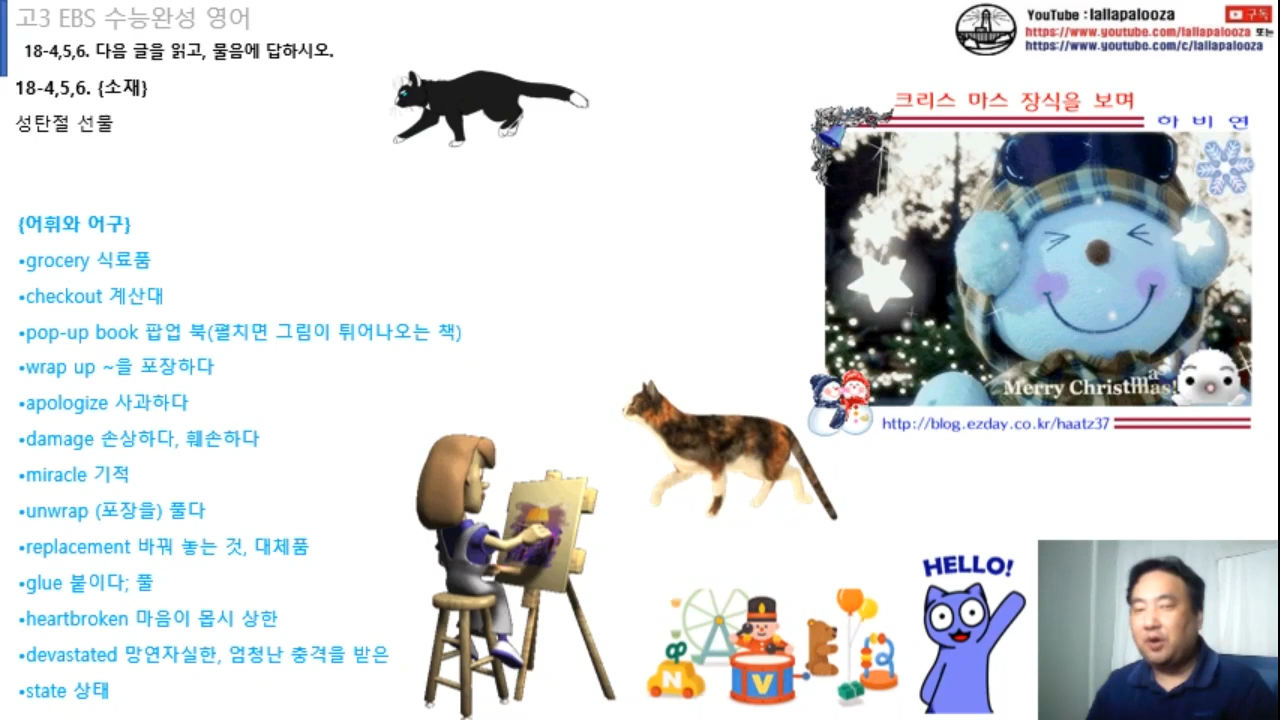 고3 EBS 수능완성 영어
18-4,5,6. 다음 글을 읽고, 물음에 답하시오.
18-4,5,6. {소재}
성탄절 선물
{어휘와 어구}
•grocery 식료품
•checkout 계산대
•pop-up book 팝업 북(펼치면 그림이 튀어나오는 책)
•wrap up ~을 포장하다
•apologize 사과하다
•damage 손상하다, 훼손하다
•miracle 기적
•unwrap (포장을) 풀다
•replacement 바꿔 놓는 것, 대체품
•glue 붙이다; 풀
•heartbroken 마음이 몹시 상한
•devastated 망연자실한, 엄청난 충격을 받은
•state 상태
YouTube : lallapalooza
구독
https://www.youtube.com/lallapalooza 또는
https://www.youtube.com/c/lallapalooza
크리스 마스 장식을 보며
하 비 연
Merry Christmas!
http://blog.ezday.co.kr/haatz37
HELLO!
N
V